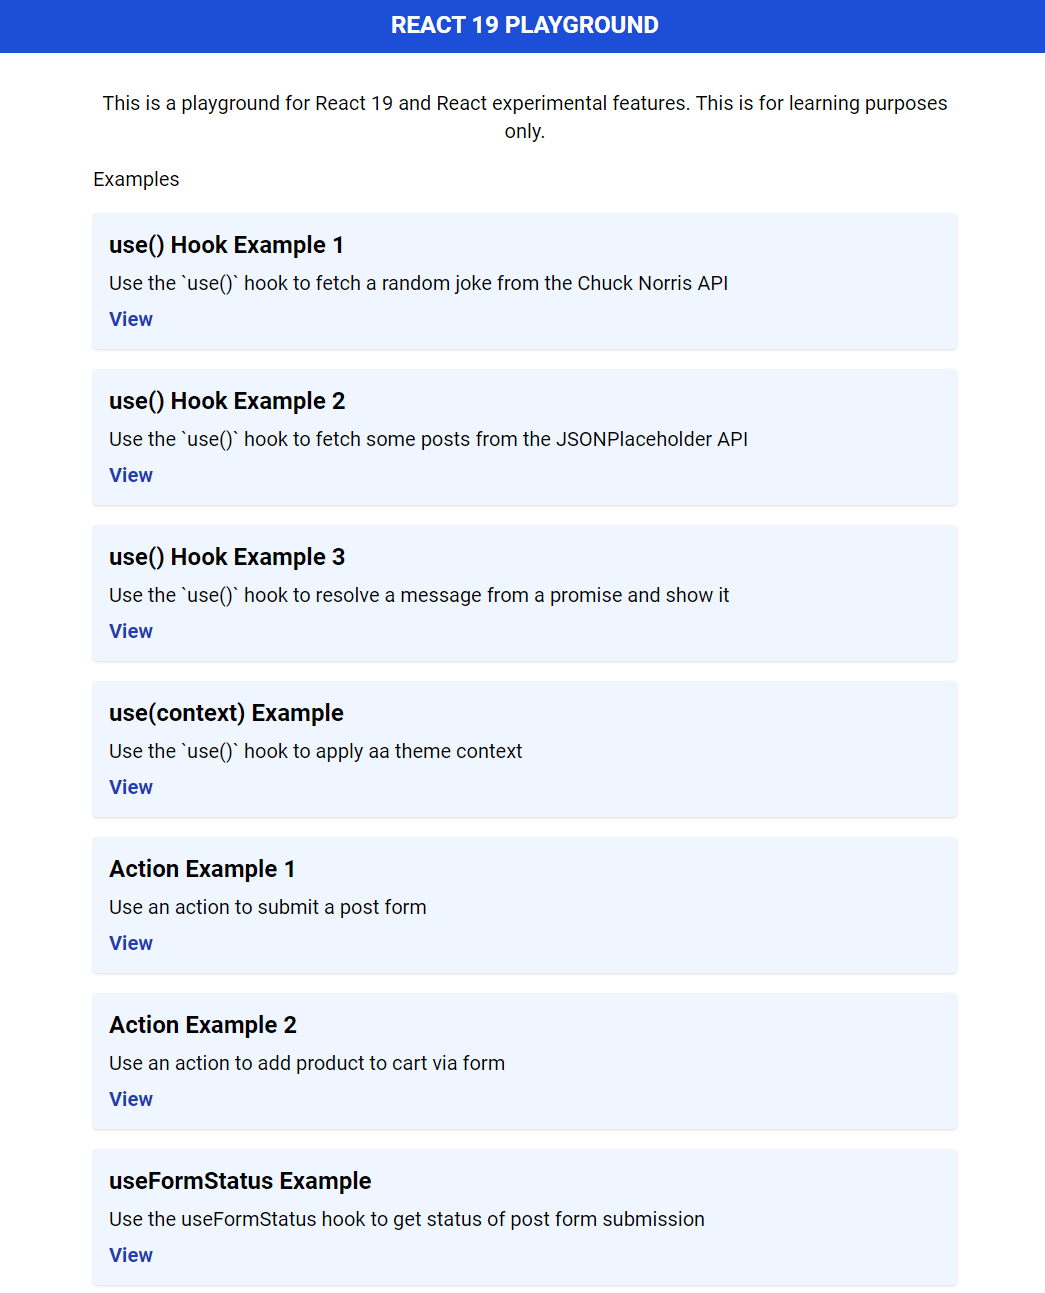 REACT 19 PLAYGROUND
This is a playground for React 19 and React experimental features. This is for learning purposes
only.
Examples
use() Hook Example 1
Use the `use()` hook to fetch a random joke from the Chuck Norris API
View
use() Hook Example 2
Use the `use()` hook to fetch some posts from the JSONPlaceholder API
View
use() Hook Example 3
Use the `use()` hook to resolve a message from a promise and show it
View
use(context) Example
Use the `use()` hook to apply aa theme context
View
Action Example 1
Use an action to submit a post form
View
Action Example 2
Use an action to add product to cart via form
View
useFormStatus Example
Use the useFormStatus hook to get status of post form submission
View